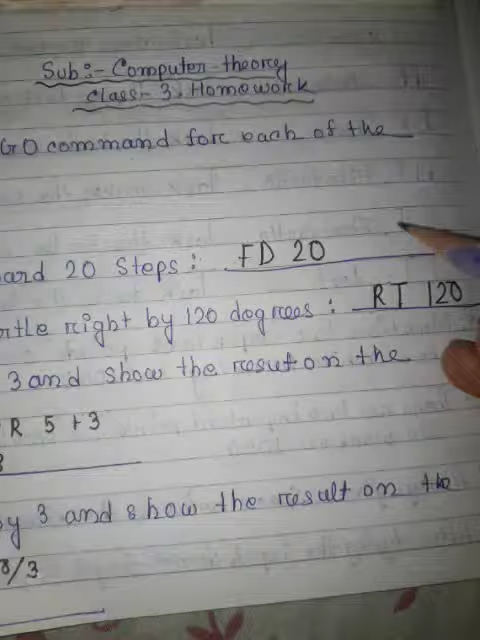 Sub:- Computer theory
Class- 3. Homework
GO command for each of the
ard 20 Steps: FD 20
rtle right by 120 degrees: RT 120
3 and show the result on the
R 5 + 3
by 3 and show the result on the
8/3